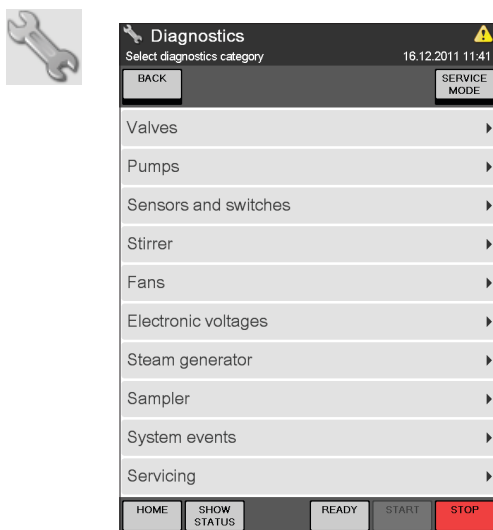 Diagnostics
Select diagnostics category 16.12.2011 11:41
BACK
SERVICE
MODE
Valves
Pumps
Sensors and switches
Stirrer
Fans
Electronic voltages
Steam generator
Sampler
System events
Servicing
HOME
SHOW
STATUS
READY
START
STOP